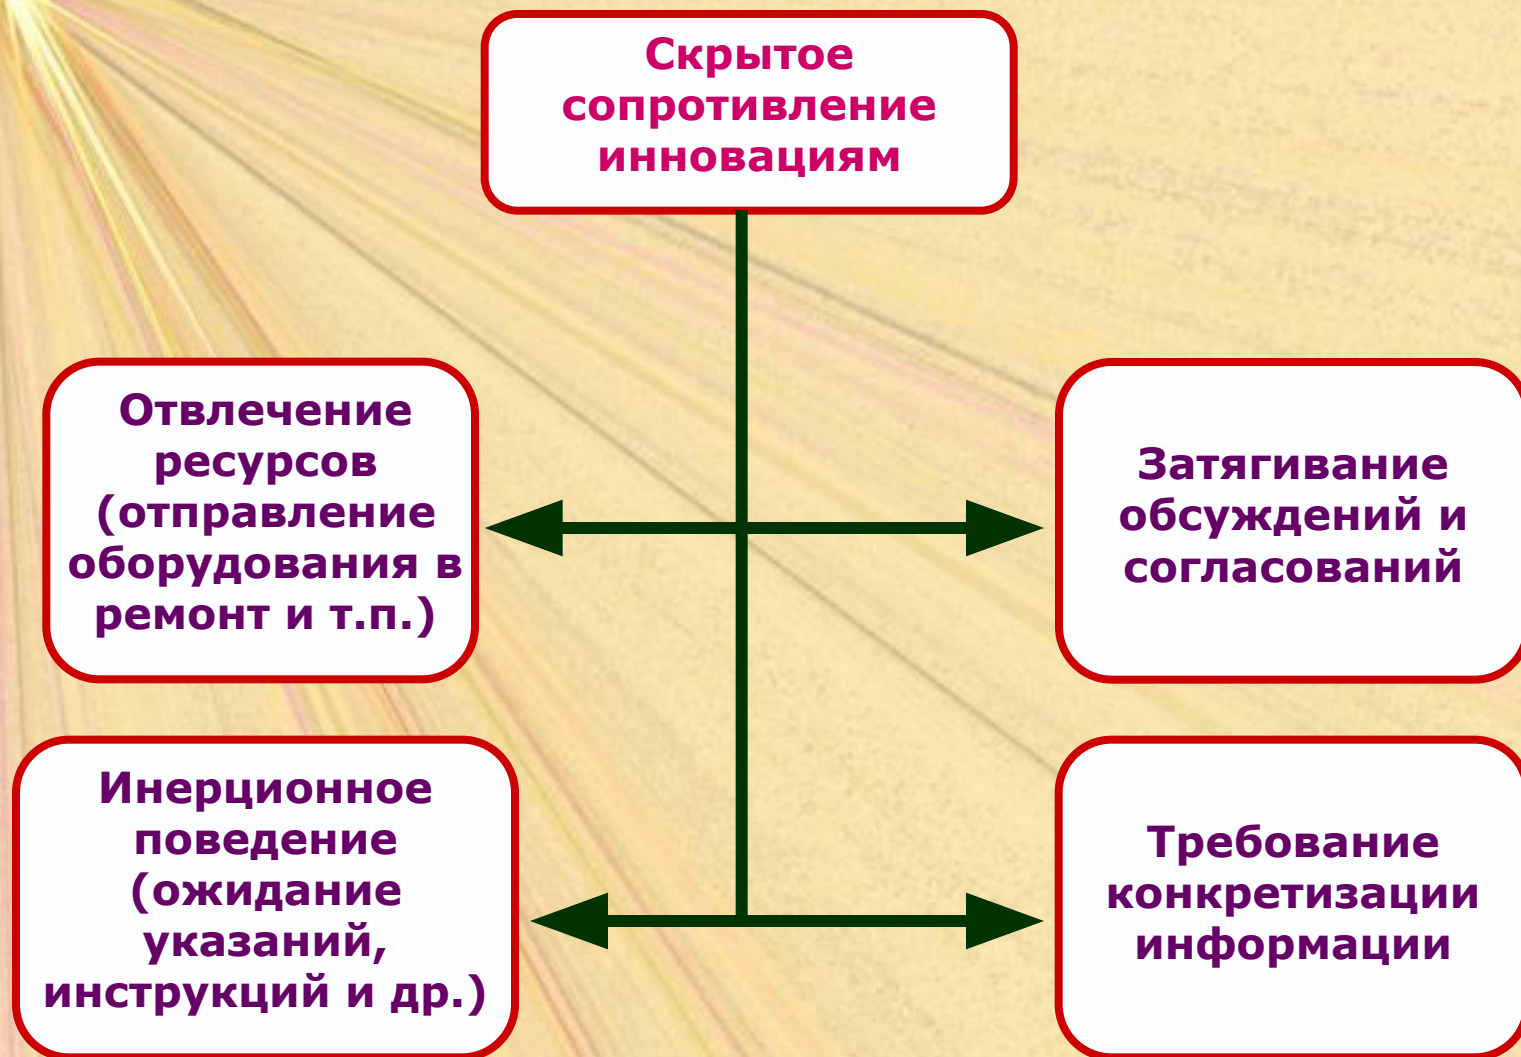 Скрытое
сопротивление
инновациям
Отвлечение
ресурсов
(отправление
оборудования в
ремонт и т.п.)
Затягивание
обсуждений и
согласований
Инерционное
поведение
(ожидание
указаний,
инструкций и др.)
Требование
конкретизации
информации